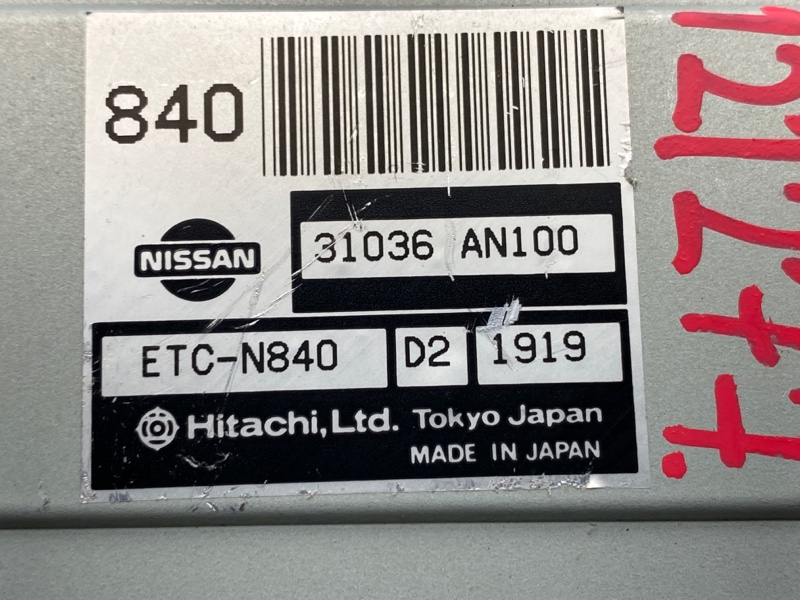 840
NISSAN
31036 AN100
ETC-N840 D2 1919
Hitachi, Ltd. Tokyo Japan
MADE IN JAPAN